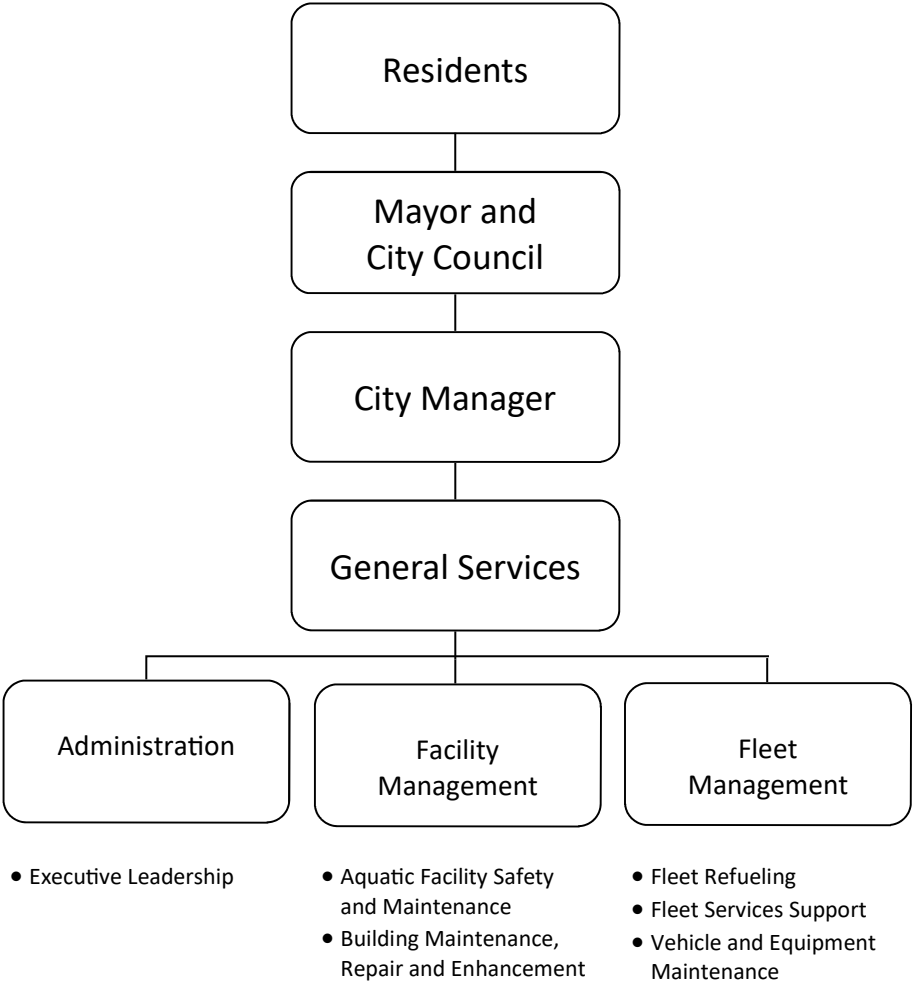 Residents
Mayor and
City Council
City Manager
General Services
Administration
Facility
Management
Fleet
Management
• Executive Leadership
• Aquatic Facility Safety
and Maintenance
• Building Maintenance,
Repair and Enhancement
• Fleet Refueling
• Fleet Services Support
• Vehicle and Equipment
Maintenance